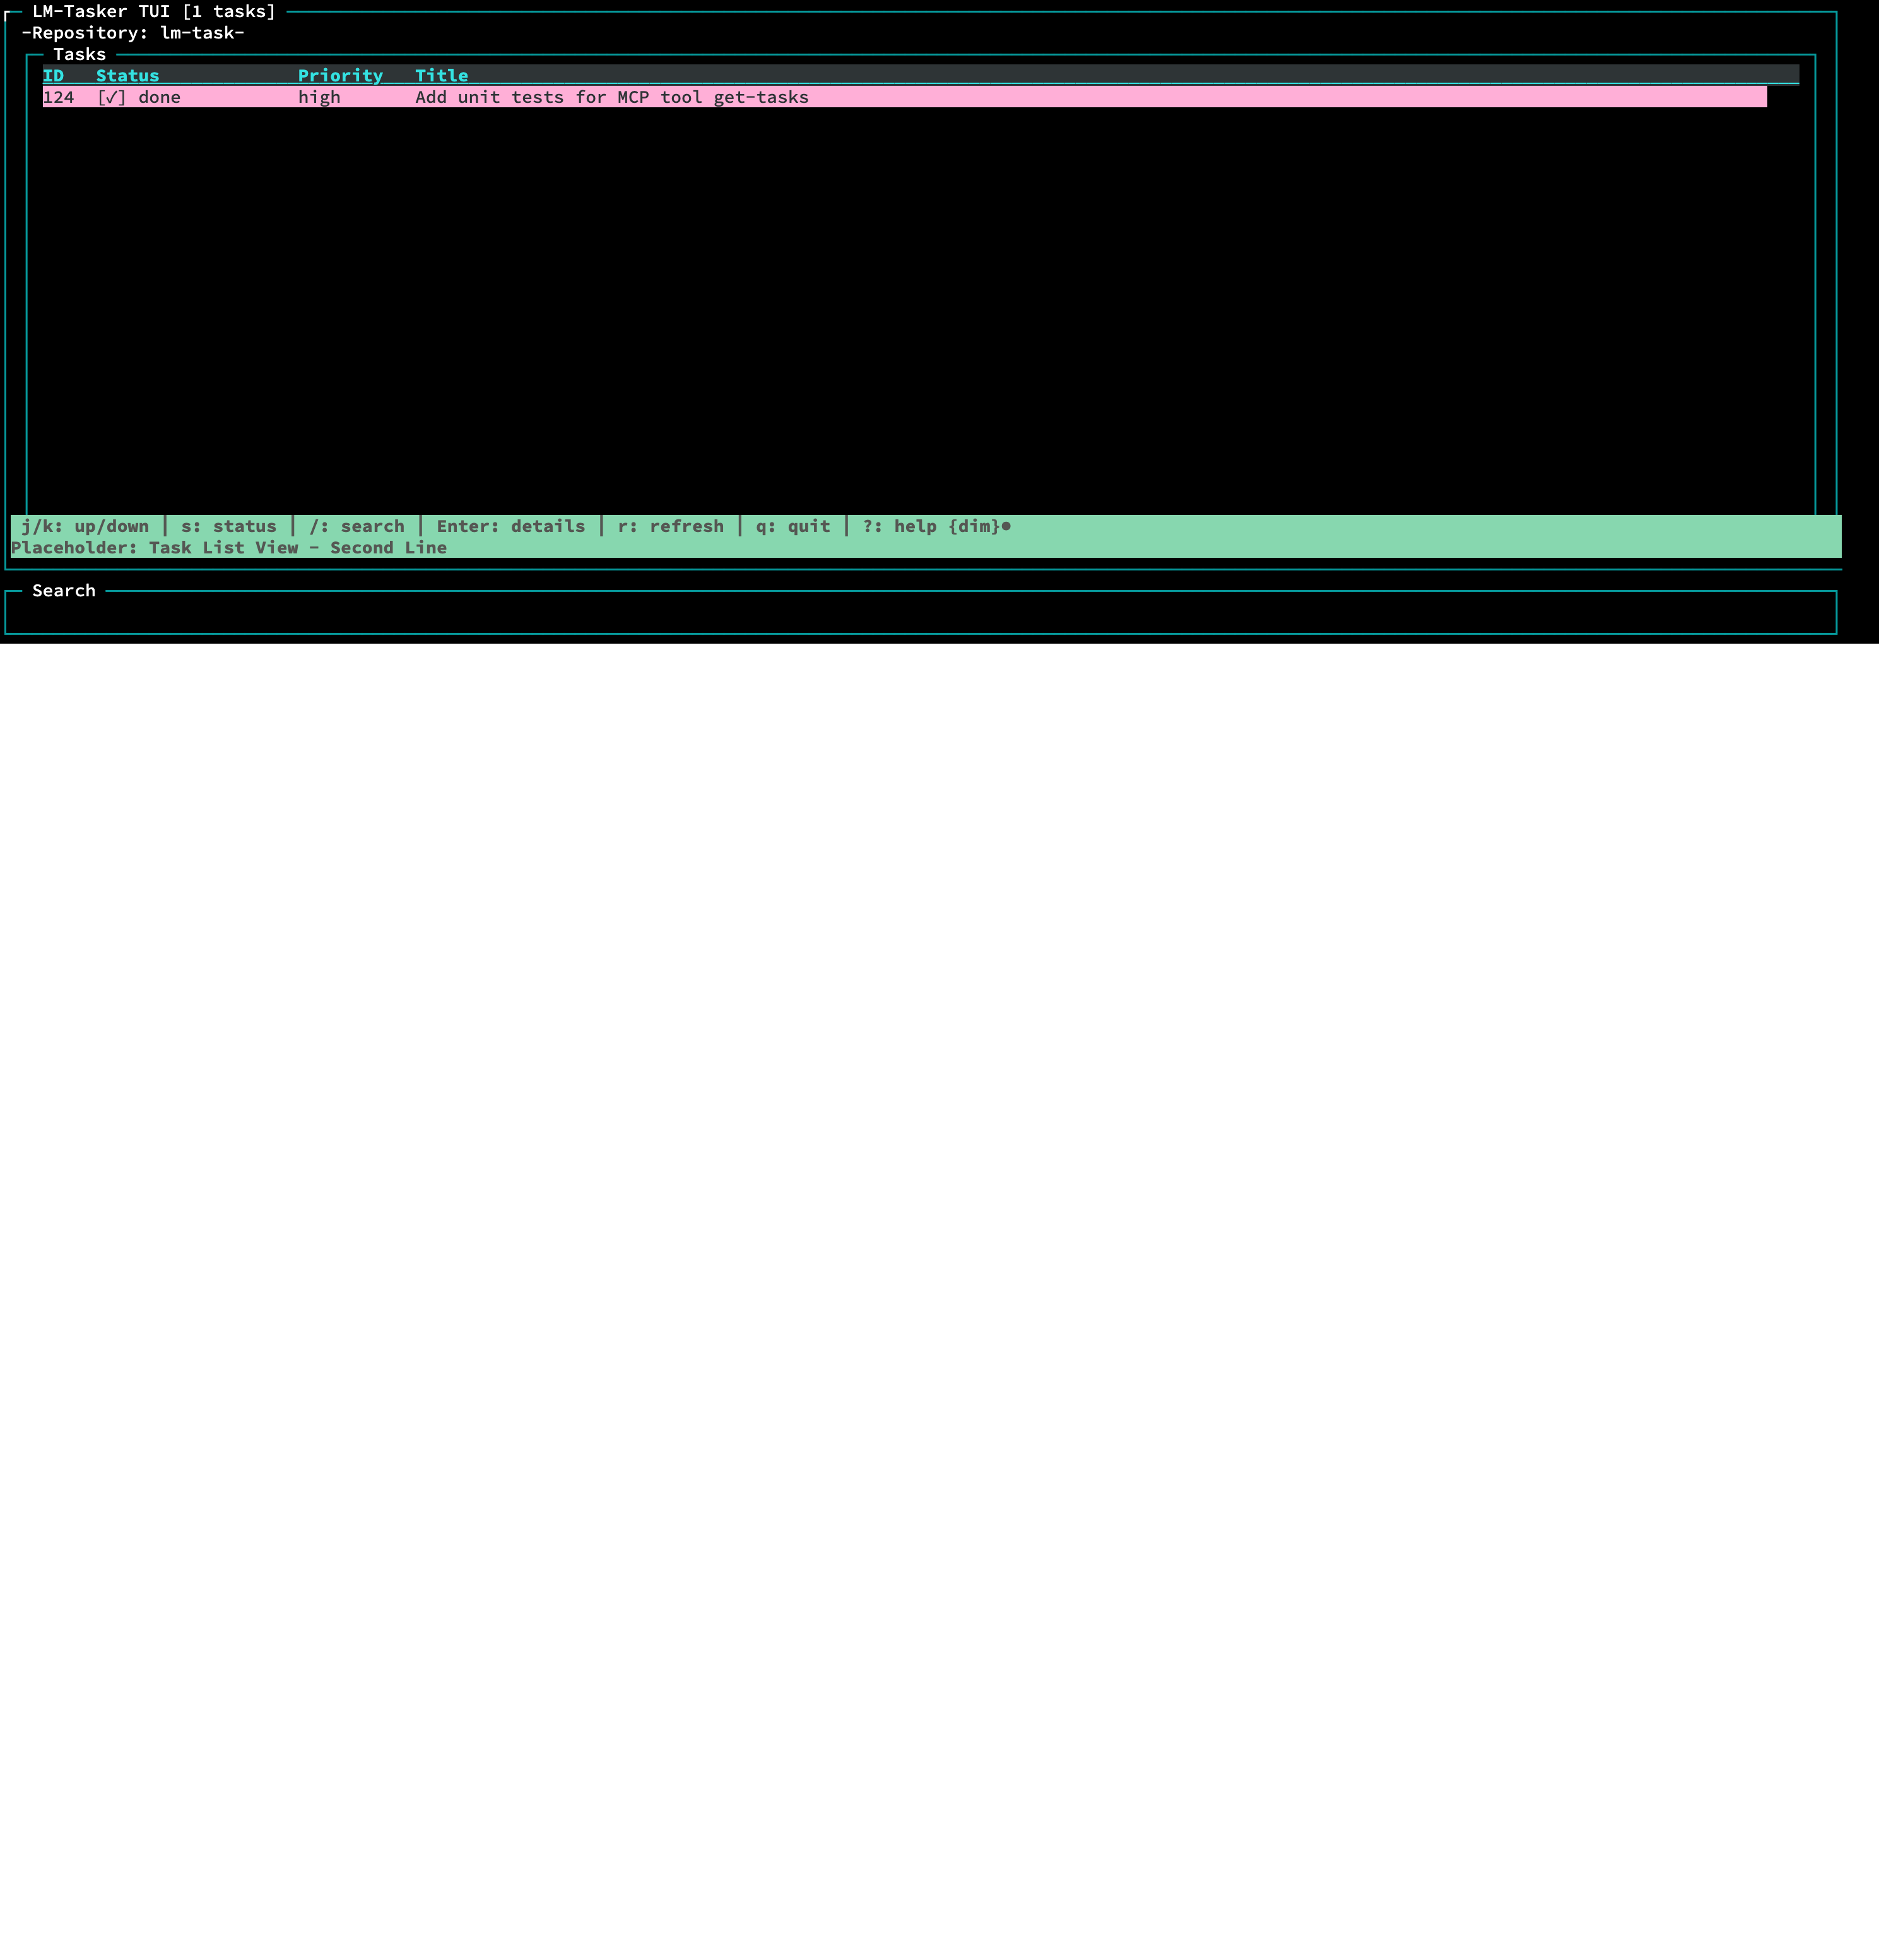 LM-Tasker TUI [1 tasks]
-Repository: lm-task-
Tasks
ID Status Priority Title
124 [✓] done high Add unit tests for MCP tool get-tasks
j/k: up/down │ s: status │ /: search │ Enter: details │ r: refresh │ q: quit │ ?: help {dim}●
Placeholder: Task List View - Second Line
Search